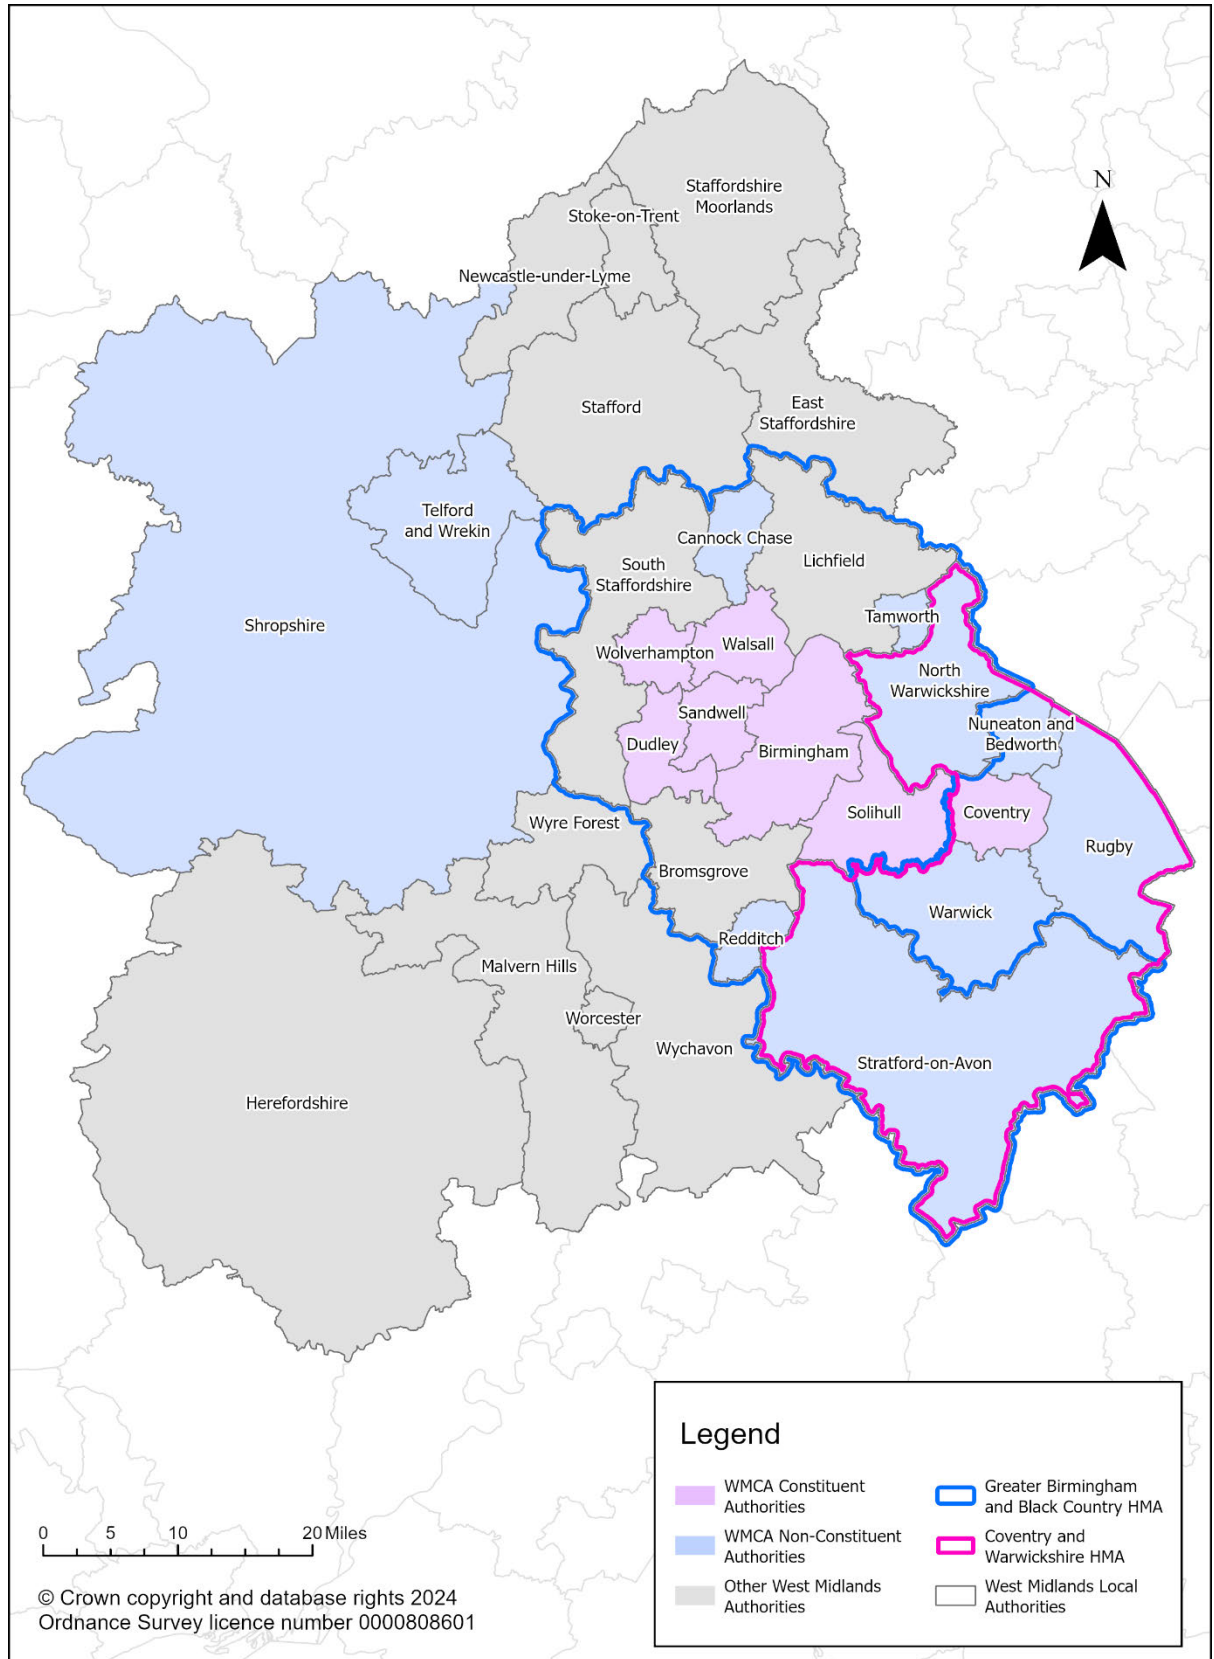 N
Staffordshire
Moorlands
Stoke-on-Trent
Newcastle-under-Lyme
Stafford
East
Staffordshire
Telford
and Wrekin
Cannock Chase
South
Staffordshire
Lichfield
Tamworth
Shropshire
Wolverhampton
Walsall
North
Warwickshire
Sandwell
Nuneaton and
Bedworth
Dudley
Birmingham
Solihull
Coventry
Wyre Forest
Rugby
Bromsgrove
Warwick
Redditch
Malvern Hills
Worcester
Wychavon
Stratford-on-Avon
Herefordshire
Legend
WMCA Constituent
Authorities
WMCA Non-Constituent
Authorities
Other West Midlands
Authorities
Greater Birmingham
and Black Country HMA
Coventry and
Warwickshire HMA
West Midlands Local
Authorities
0 5 10 20 Miles
© Crown copyright and database rights 2024
Ordnance Survey licence number 0000808601